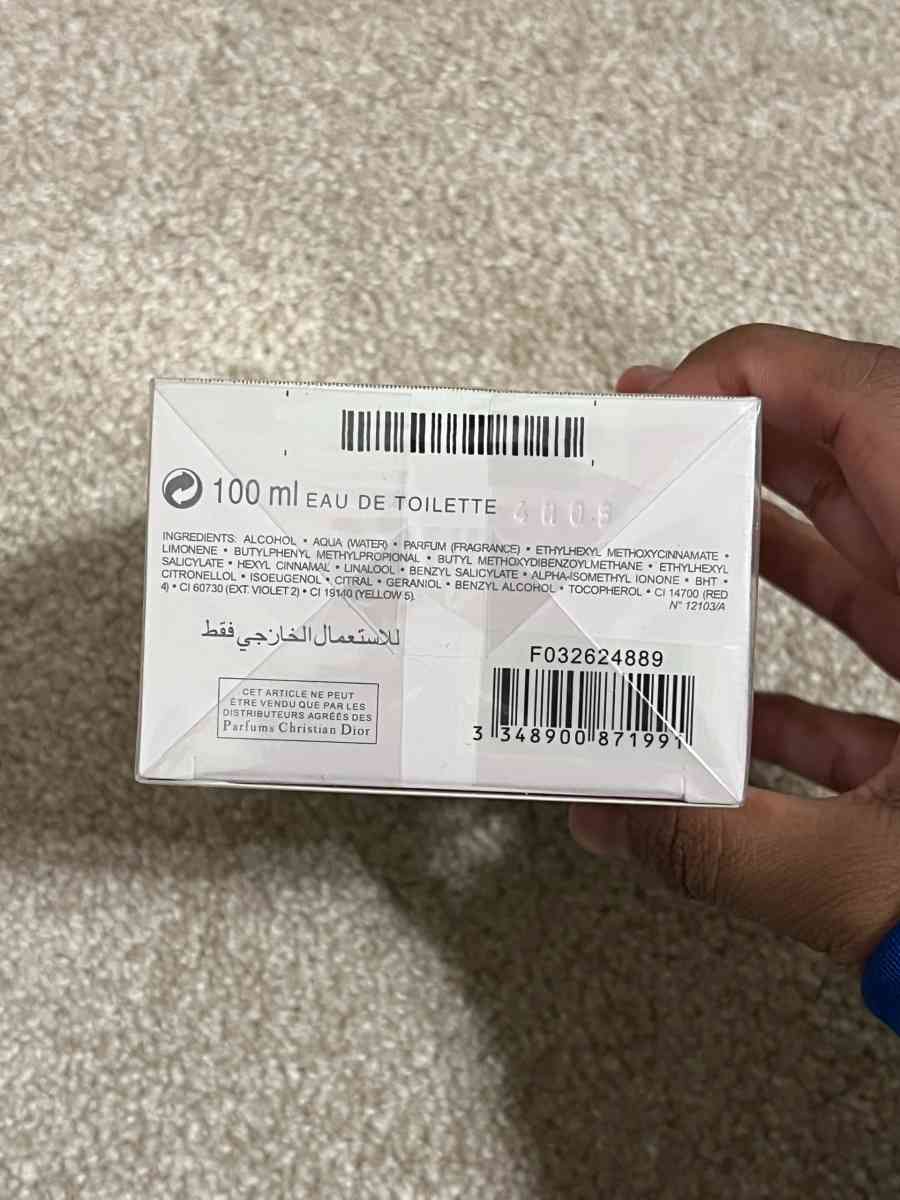 100 ml EAU DE TOILETTE
INGREDIENTS: ALCOHOL • AQUA (WATER) • PARFUM (FRAGRANCE) • ETHYLHEXYL METHOXYCINNAMATE •
LIMONENE • BUTYLPHENYL METHYLPROPIONAL • BUTYL METHOXYDIBENZOYLMETHANE • ETHYLHEXYL
SALICYLATE • HEXYL CINNAMAL • LINALOOL • BENZYL SALICYLATE • ALPHA-ISOMETHYL IONONE • BHT •
CITRONELLOL • ISOEUGENOL • CITRAL • GERANIOL • BENZYL ALCOHOL • TOCOPHEROL • CI 14700 (RED
4) • CI 60730 (EXT. VIOLET 2) • CI 19140 (YELLOW 5).
N° 12103/A
للاستعمال الخارجي فقط
CET ARTICLE NE PEUT
ÊTRE VENDU QUE PAR LES
DISTRIBUTEURS AGRÉÉS DES
Parfums Christian Dior
F032624889
3 348900 871991